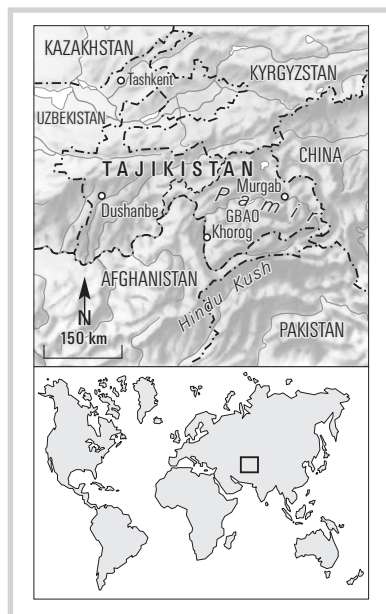 KAZAKHSTAN
Tashkent
KYRGYZSTAN
UZBEKISTAN
TAJIKISTAN
CHINA
Murgab
Pamir
Dushanbe
GBAO
Khorog
AFGHANISTAN
Hindu Kush
N
150 km
PAKISTAN